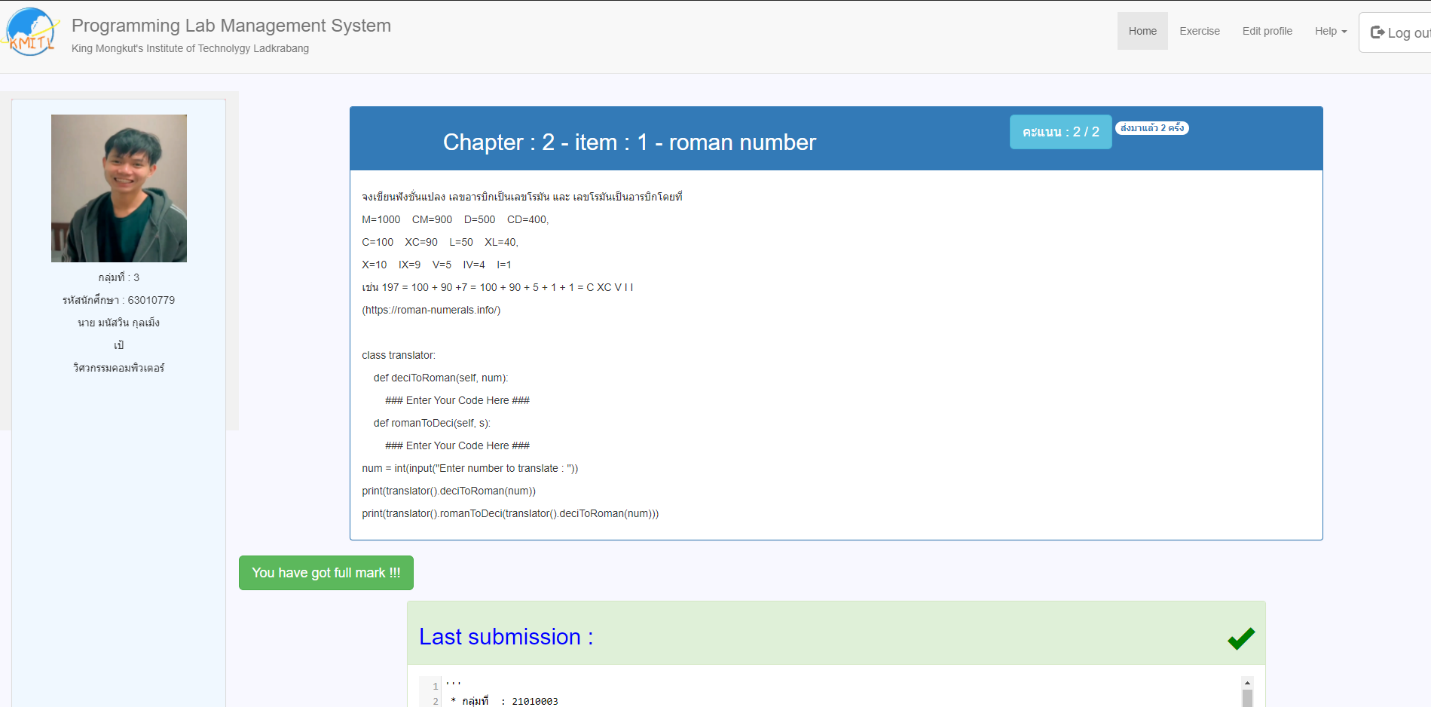 KMITL
Programming Lab Management System
King Mongkut's Institute of Technolygy Ladkrabang
Home
Exercise
Edit profile
Help
Log out
กลุ่มที่ : 3
รหัสนักศึกษา : 63010779
นาย มนัสวิน กุลเม็ง
เป้
วิศวกรรมคอมพิวเตอร์
Chapter : 2 - item : 1 - roman number
คะแนน : 2 / 2
ส่งมาแล้ว 2 ครั้ง
จงเขียนฟังชั่นแปลง เลขอารบิกเป็นเลขโรมัน และ เลขโรมันเป็นอารบิกโดยที่
M=1000 CM=900 D=500 CD=400,
C=100 XC=90 L=50 XL=40,
X=10 IX=9 V=5 IV=4 I=1
เช่น 197 = 100 + 90 +7 = 100 + 90 + 5 + 1 + 1 = C XC V I I
(https://roman-numerals.info/)
class translator:
def deciToRoman(self, num):
### Enter Your Code Here ###
def romanToDeci(self, s):
### Enter Your Code Here ###
num = int(input("Enter number to translate : "))
print(translator().deciToRoman(num))
print(translator().romanToDeci(translator().deciToRoman(num)))
You have got full mark !!!
Last submission :
1 '''
2 * กลุ่มที่ : 21010003